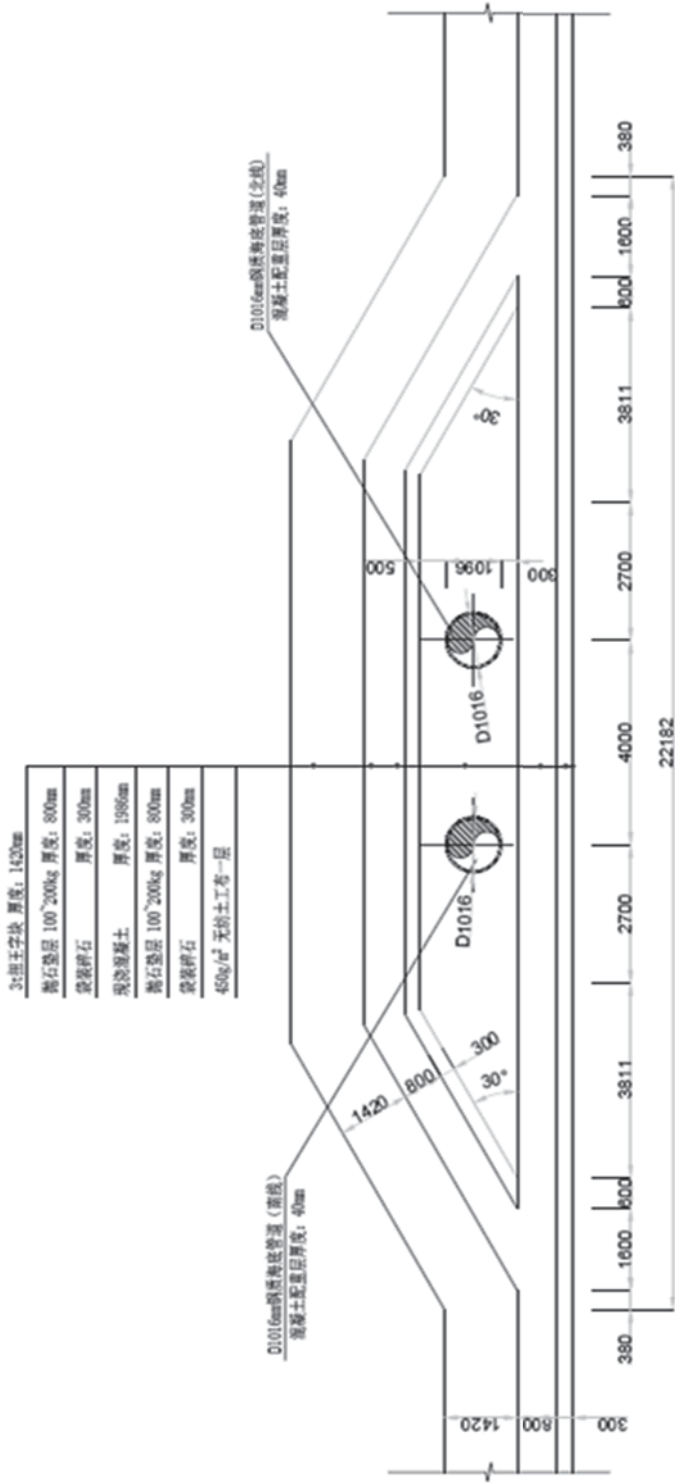 3t扭王字块 厚度：1420mm
抛石垫层 100~200kg 厚度：800mm
袋装碎石 厚度：300mm
现浇混凝土 厚度：1986mm
抛石垫层 100~200kg 厚度：800mm
袋装碎石 厚度：300mm
450g/m² 无纺土工布一层
D1016mm钢质海底管道（南线）
混凝土配重层厚度：40mm
D1016mm钢质海底管道(北线)
混凝土配重层厚度：40mm
1420
800
300
30°
D1016
D1016
500
1096
300
30°
1420
800
300
380
1600
600
3811
2700
4000
2700
3811
600
1600
380
22182